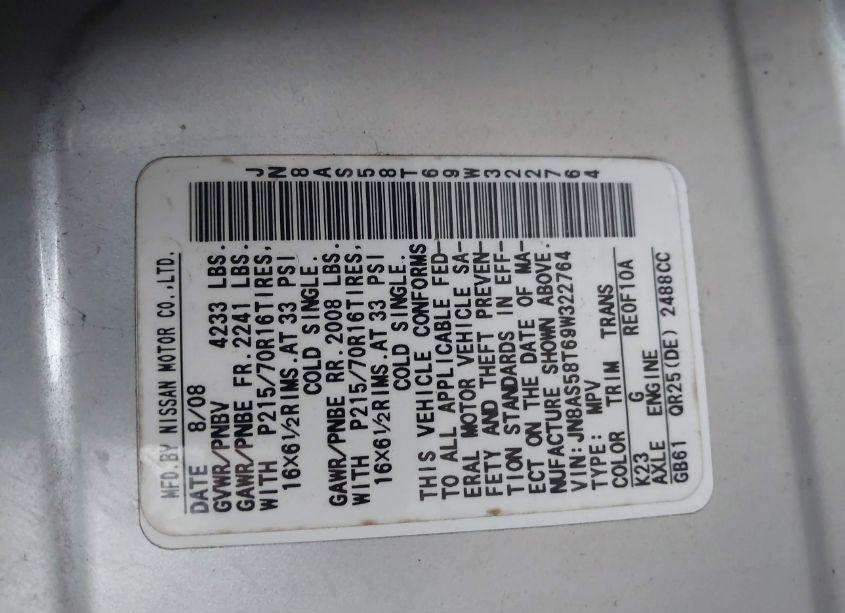 MFD.BY NISSAN MOTOR CO.,LTD.
DATE 8/08
GVWR/PNBV 4233 LBS.
GAWR/PNBE FR.2241 LBS.
WITH P215/70R16TIRES,
16X6½RIMS.AT 33 PSI
COLD SINGLE.
GAWR/PNBE RR.2008 LBS.
WITH P215/70R16TIRES,
16X6½RIMS.AT 33 PSI
COLD SINGLE.
THIS VEHICLE CONFORMS
TO ALL APPLICABLE FED-
ERAL MOTOR VEHICLE SA-
FETY AND THEFT PREVEN-
TION STANDARDS IN EFF-
ECT ON THE DATE OF MA-
NUFACTURE SHOWN ABOVE.
VIN:JN8AS58T69W322764
TYPE: MPV
COLOR TRIM TRANS
K23 G RE0F10A
AXLE ENGINE
GB61 QR25(DE) 2488CC
JN8AS58T69W322764